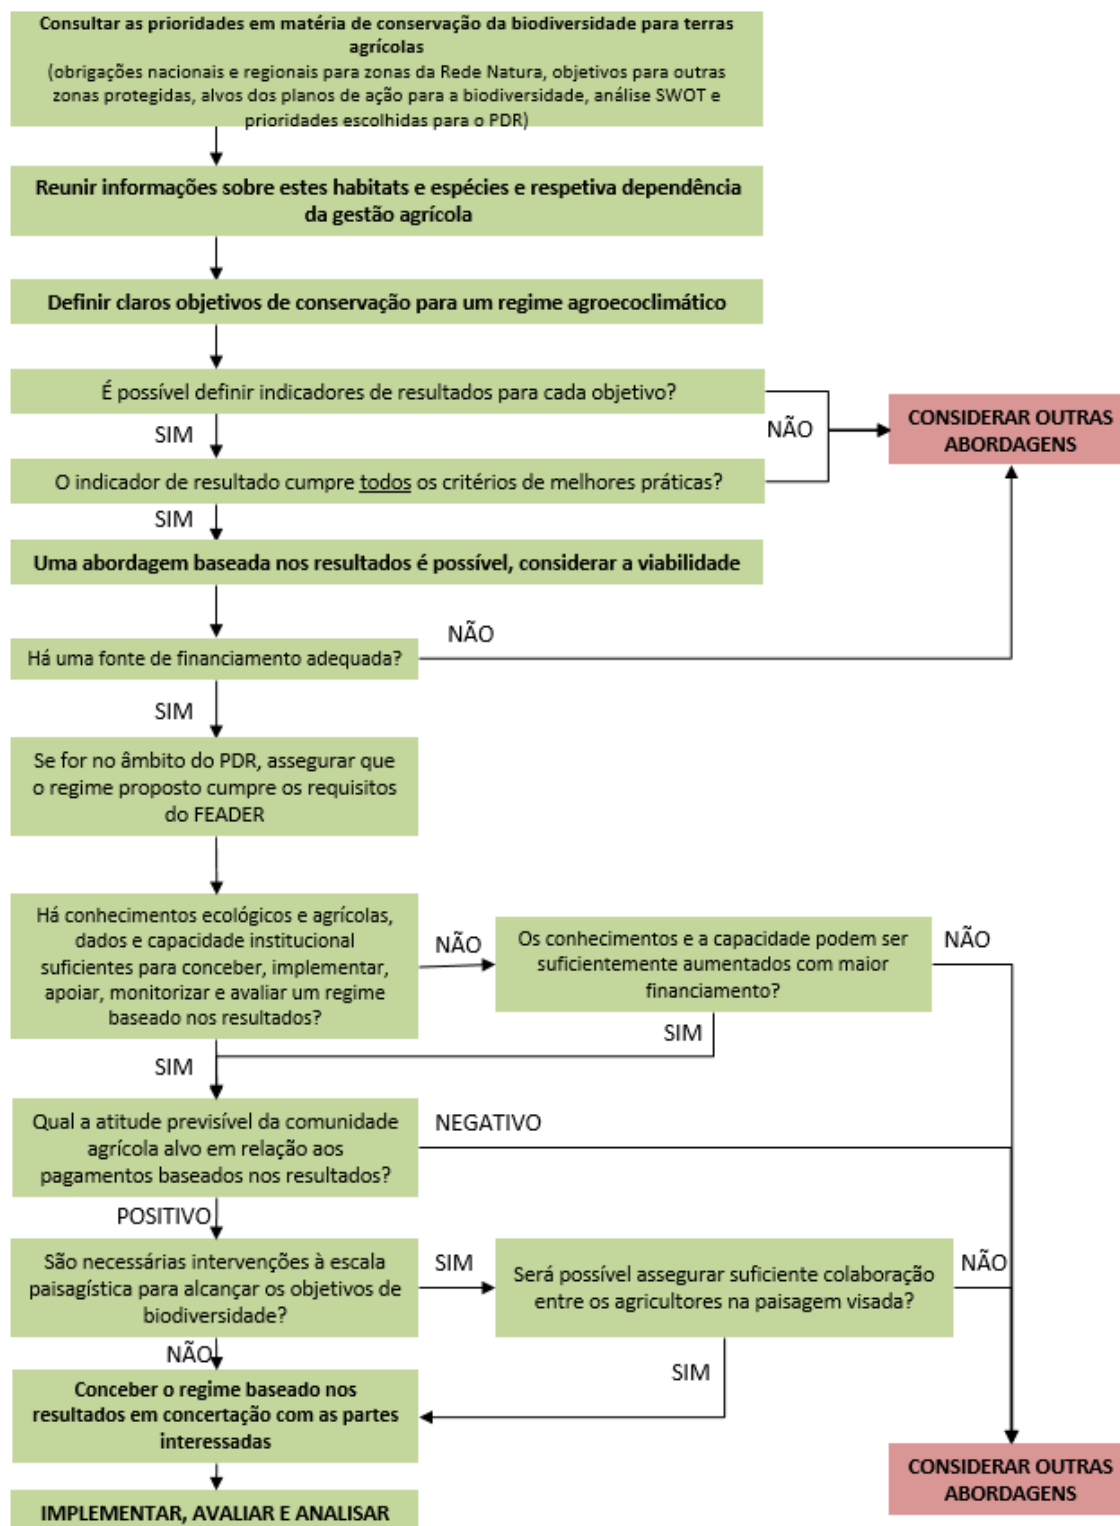 Consultar as prioridades em matéria de conservação da biodiversidade para terras
agrícolas
(obrigações nacionais e regionais para zonas da Rede Natura, objetivos para outras
zonas protegidas, alvos dos planos de ação para a biodiversidade, análise SWOT e
prioridades escolhidas para o PDR)
Reunir informações sobre estes habitats e espécies e respetiva dependência
da gestão agrícola
Definir claros objetivos de conservação para um regime agroecoclimático
É possível definir indicadores de resultados para cada objetivo?
NÃO
CONSIDERAR OUTRAS
ABORDAGENS
SIM
O indicador de resultado cumpre todos os critérios de melhores práticas?
SIM
Uma abordagem baseada nos resultados é possível, considerar a viabilidade
NÃO
Há uma fonte de financiamento adequada?
SIM
Se for no âmbito do PDR, assegurar que
o regime proposto cumpre os requisitos
do FEADER
Há conhecimentos ecológicos e agrícolas,
dados e capacidade institucional
suficientes para conceber, implementar,
apoiar, monitorizar e avaliar um regime
baseado nos resultados?
NÃO
Os conhecimentos e a capacidade podem ser
suficientemente aumentados com maior
financiamento?
NÃO
SIM
SIM
Qual a atitude previsível da comunidade
agrícola alvo em relação aos
pagamentos baseados nos resultados?
NEGATIVO
POSITIVO
São necessárias intervenções à escala
paisagística para alcançar os objetivos de
biodiversidade?
SIM
Será possível assegurar suficiente colaboração
entre os agricultores na paisagem visada?
NÃO
NÃO
SIM
Conceber o regime baseado nos
resultados em concertação com as partes
interessadas
CONSIDERAR OUTRAS
ABORDAGENS
IMPLEMENTAR, AVALIAR E ANALISAR